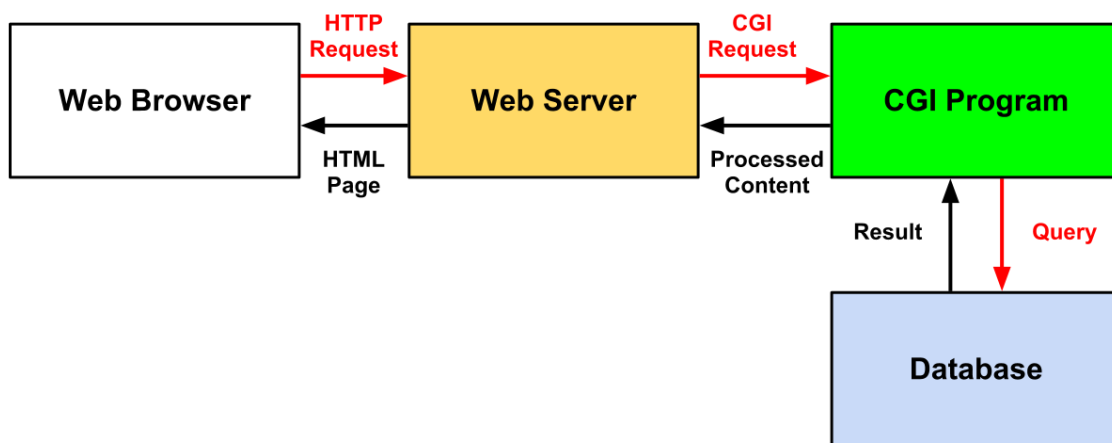 HTTP
Request
CGI
Request
Web Browser
Web Server
CGI Program
HTML
Page
Processed
Content
Result
Query
Database